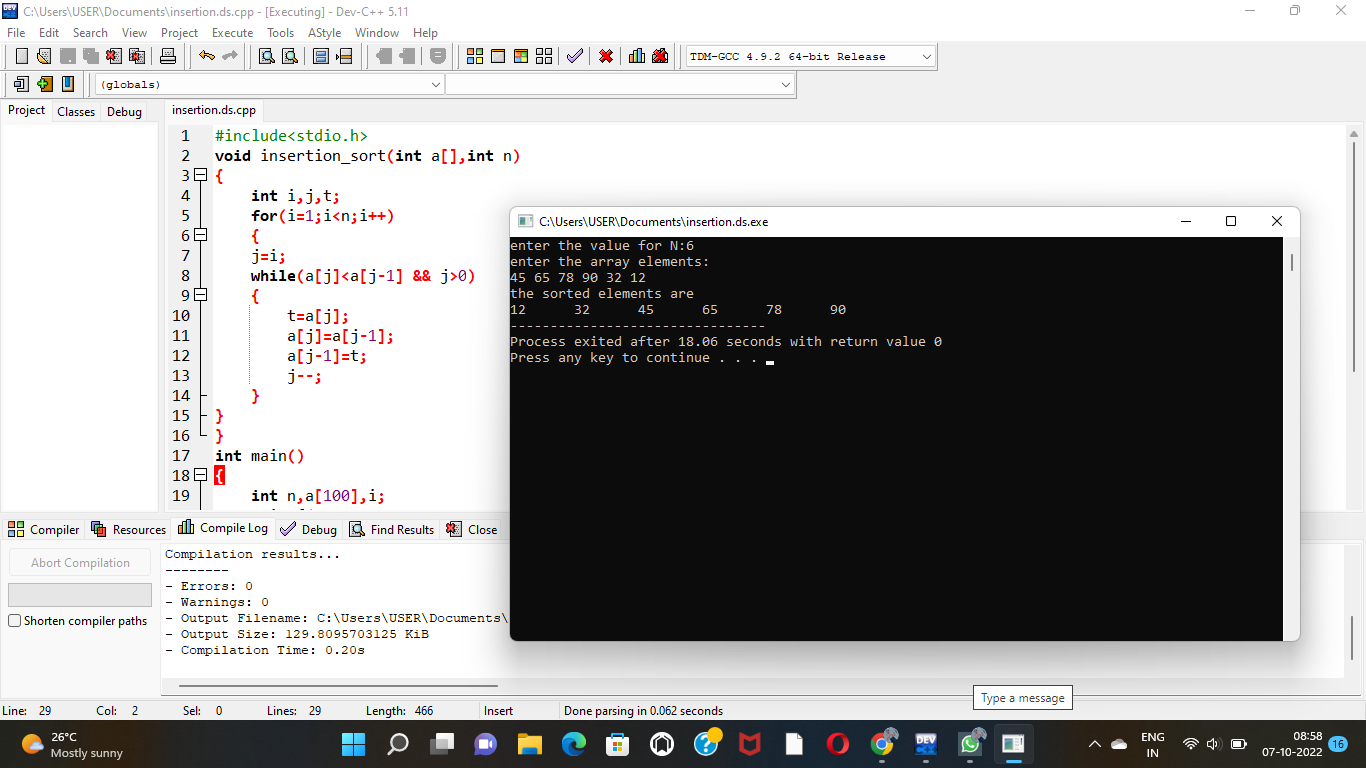 C:\Users\USER\Documents\insertion.ds.cpp - [Executing] - Dev-C++ 5.11
File Edit Search View Project Execute Tools AStyle Window Help
TDM-GCC 4.9.2 64-bit Release
(globals)
Project Classes Debug
insertion.ds.cpp
1 #include<stdio.h>
2 void insertion_sort(int a[],int n)
3 {
4 int i,j,t;
5 for(i=1;i<n;i++)
6 {
7 j=i;
8 while(a[j]<a[j-1] && j>0)
9 {
10 t=a[j];
11 a[j]=a[j-1];
12 a[j-1]=t;
13 j--;
14 }
15 }
16 }
17 int main()
18 {
19 int n,a[100],i;
C:\Users\USER\Documents\insertion.ds.exe
enter the value for N:6
enter the array elements:
45 65 78 90 32 12
the sorted elements are
12 32 45 65 78 90
--------------------------------
Process exited after 18.06 seconds with return value 0
Press any key to continue . . .
Compiler Resources Compile Log Debug Find Results Close
Abort Compilation
Shorten compiler paths
Compilation results...
--------
- Errors: 0
- Warnings: 0
- Output Filename: C:\Users\USER\Documents\
- Output Size: 129.8095703125 KiB
- Compilation Time: 0.20s
Type a message
Line: 29 Col: 2 Sel: 0 Lines: 29 Length: 466 Insert Done parsing in 0.062 seconds
26°C
Mostly sunny
DEV
ENG
IN
08:58
07-10-2022
16